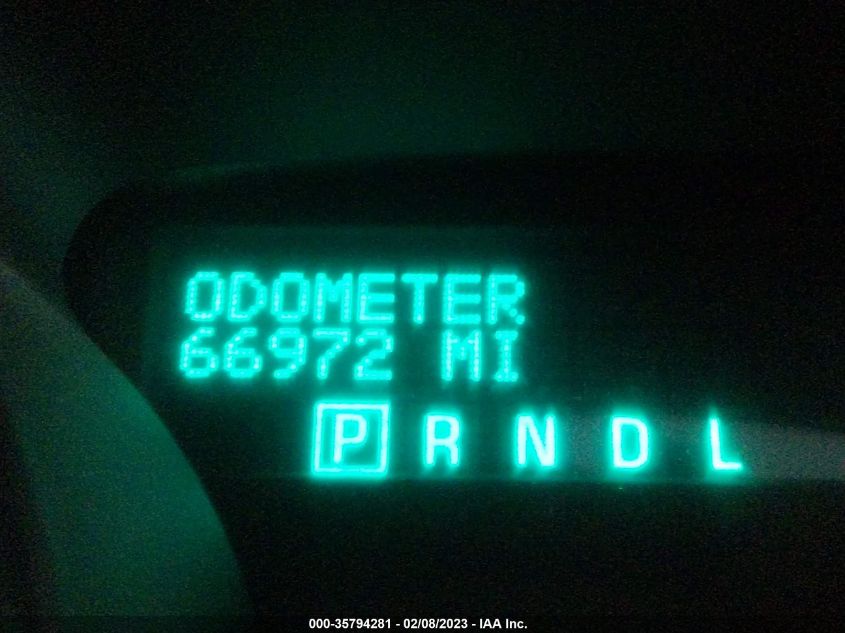 ODOMETER
66972 MI
P R N D L
000-35794281 - 02/08/2023 - IAA Inc.